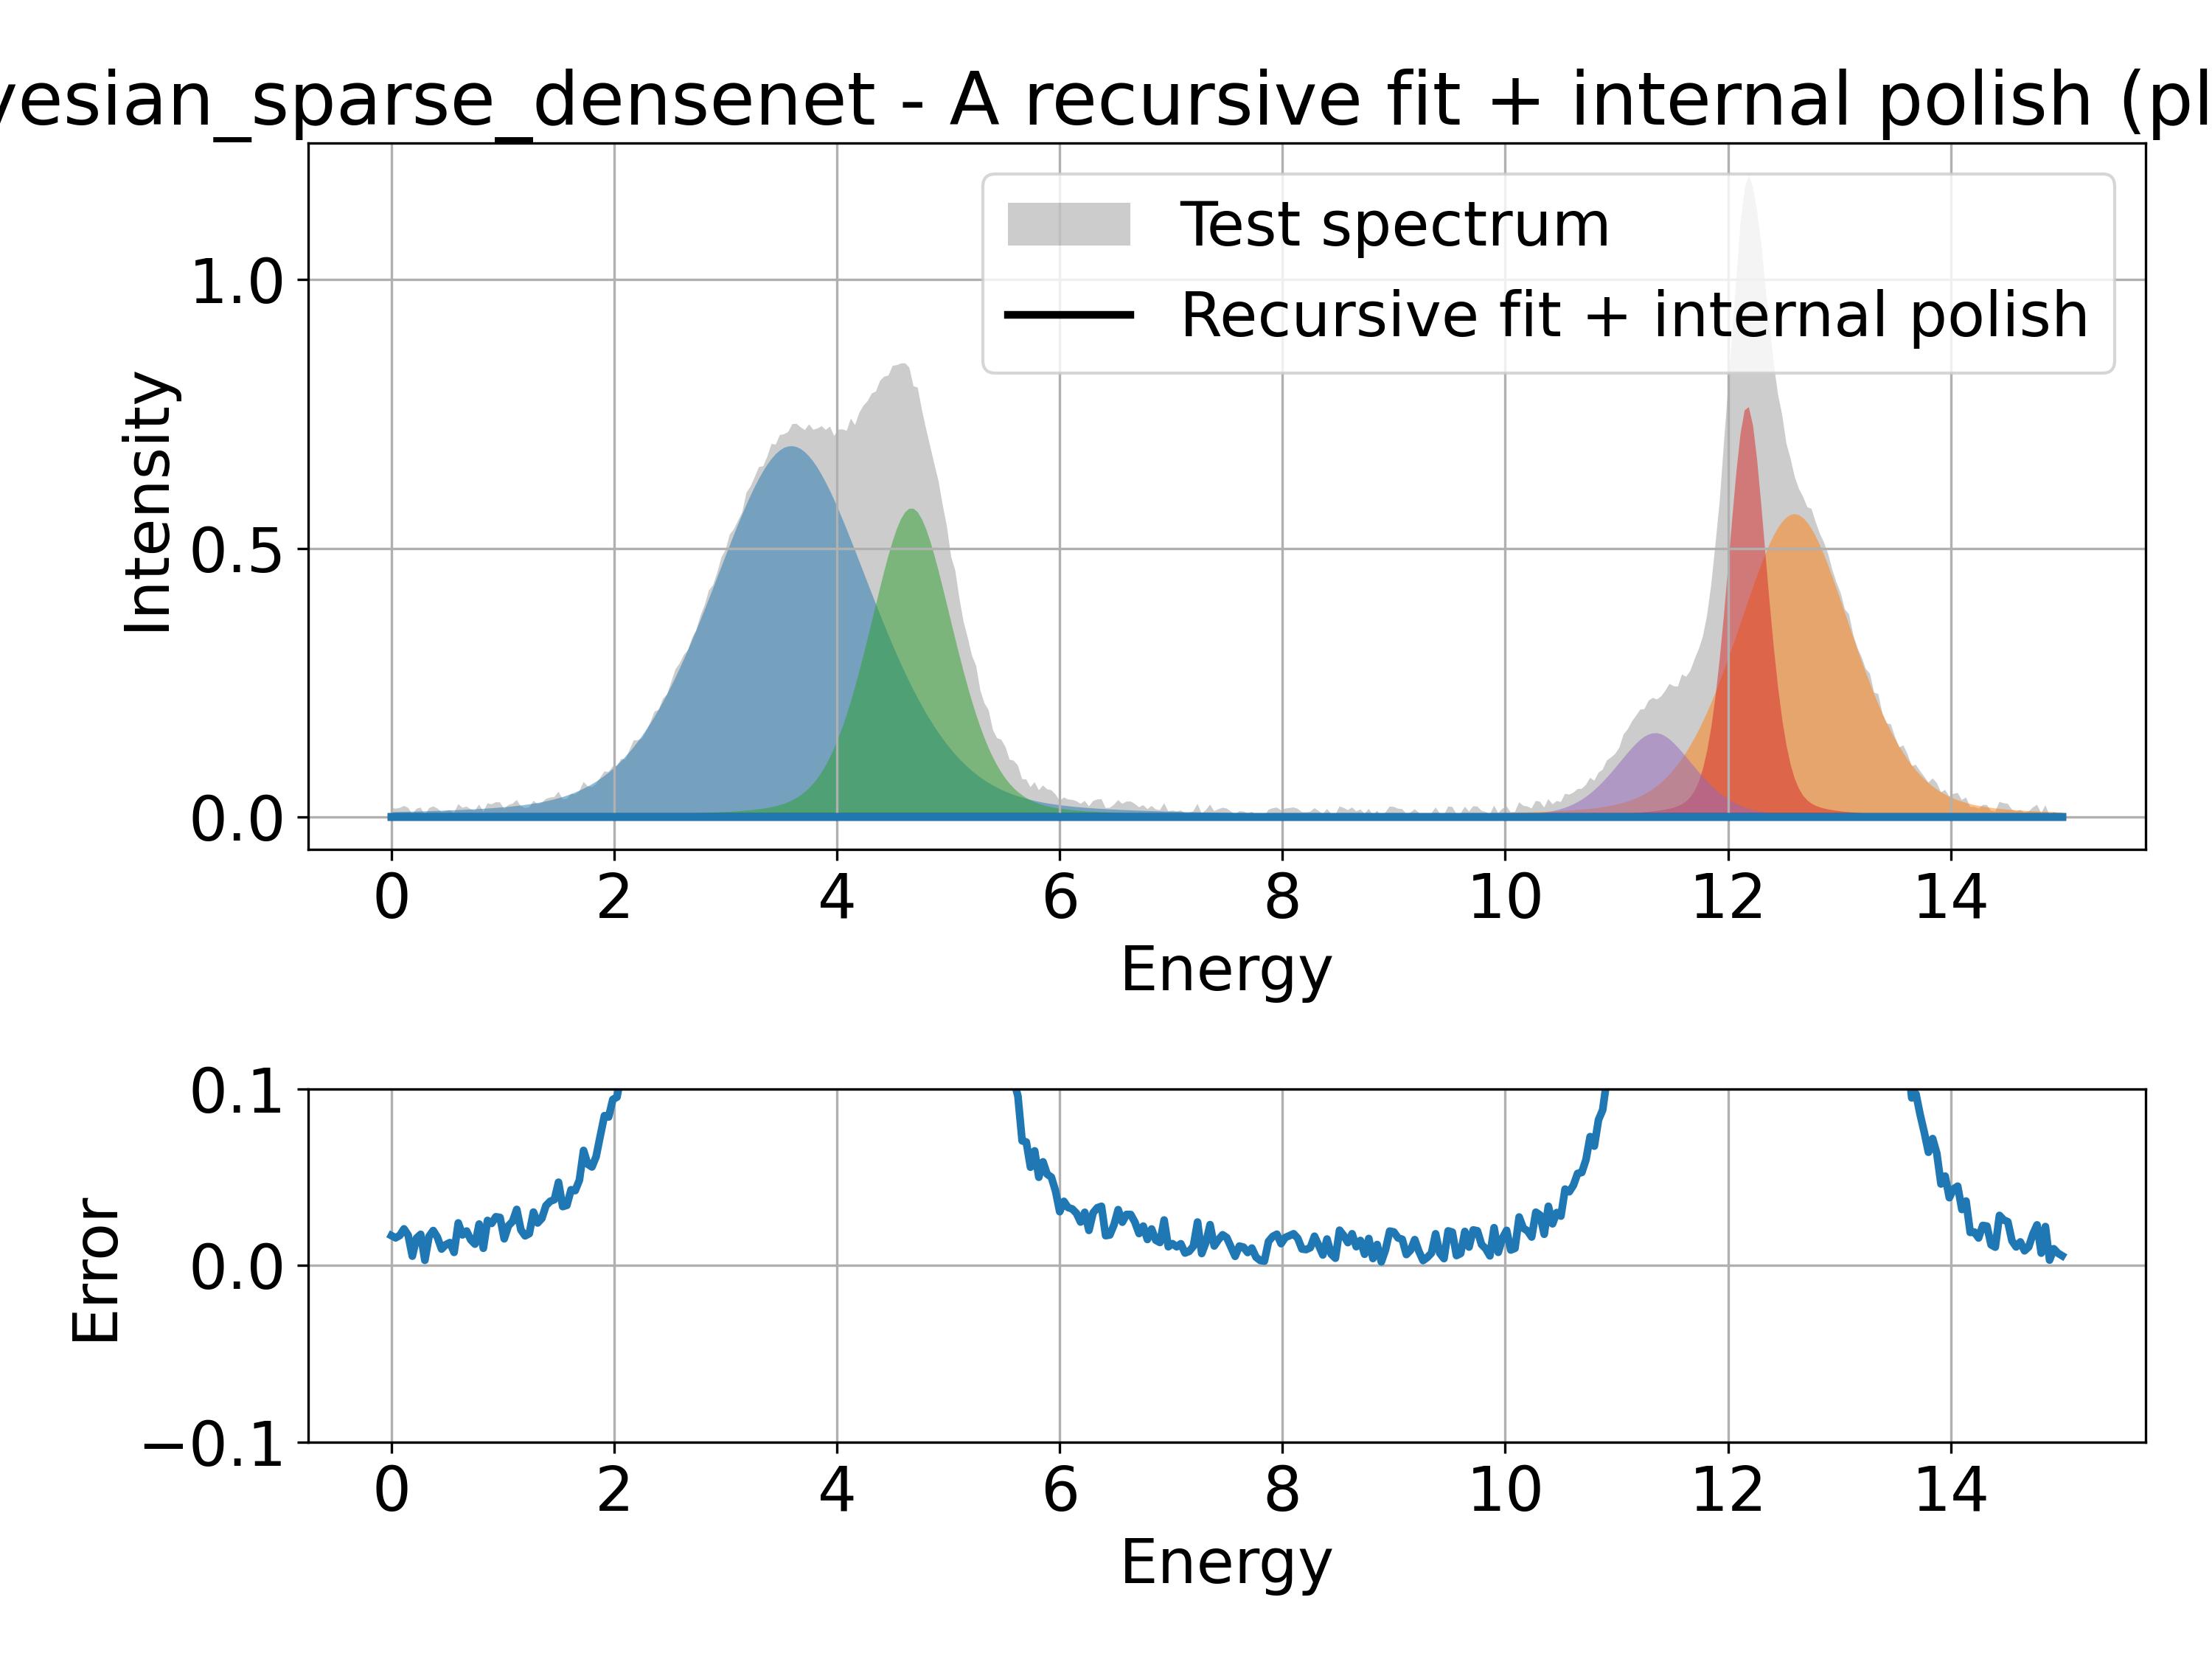 yesian_sparse_densenet - A recursive fit + internal polish (pl
Test spectrum
Recursive fit + internal polish
Intensity
1.0
0.5
0.0
0 2 4 6 8 10 12 14
Energy
Error
0.1
0.0
−0.1
0 2 4 6 8 10 12 14
Energy